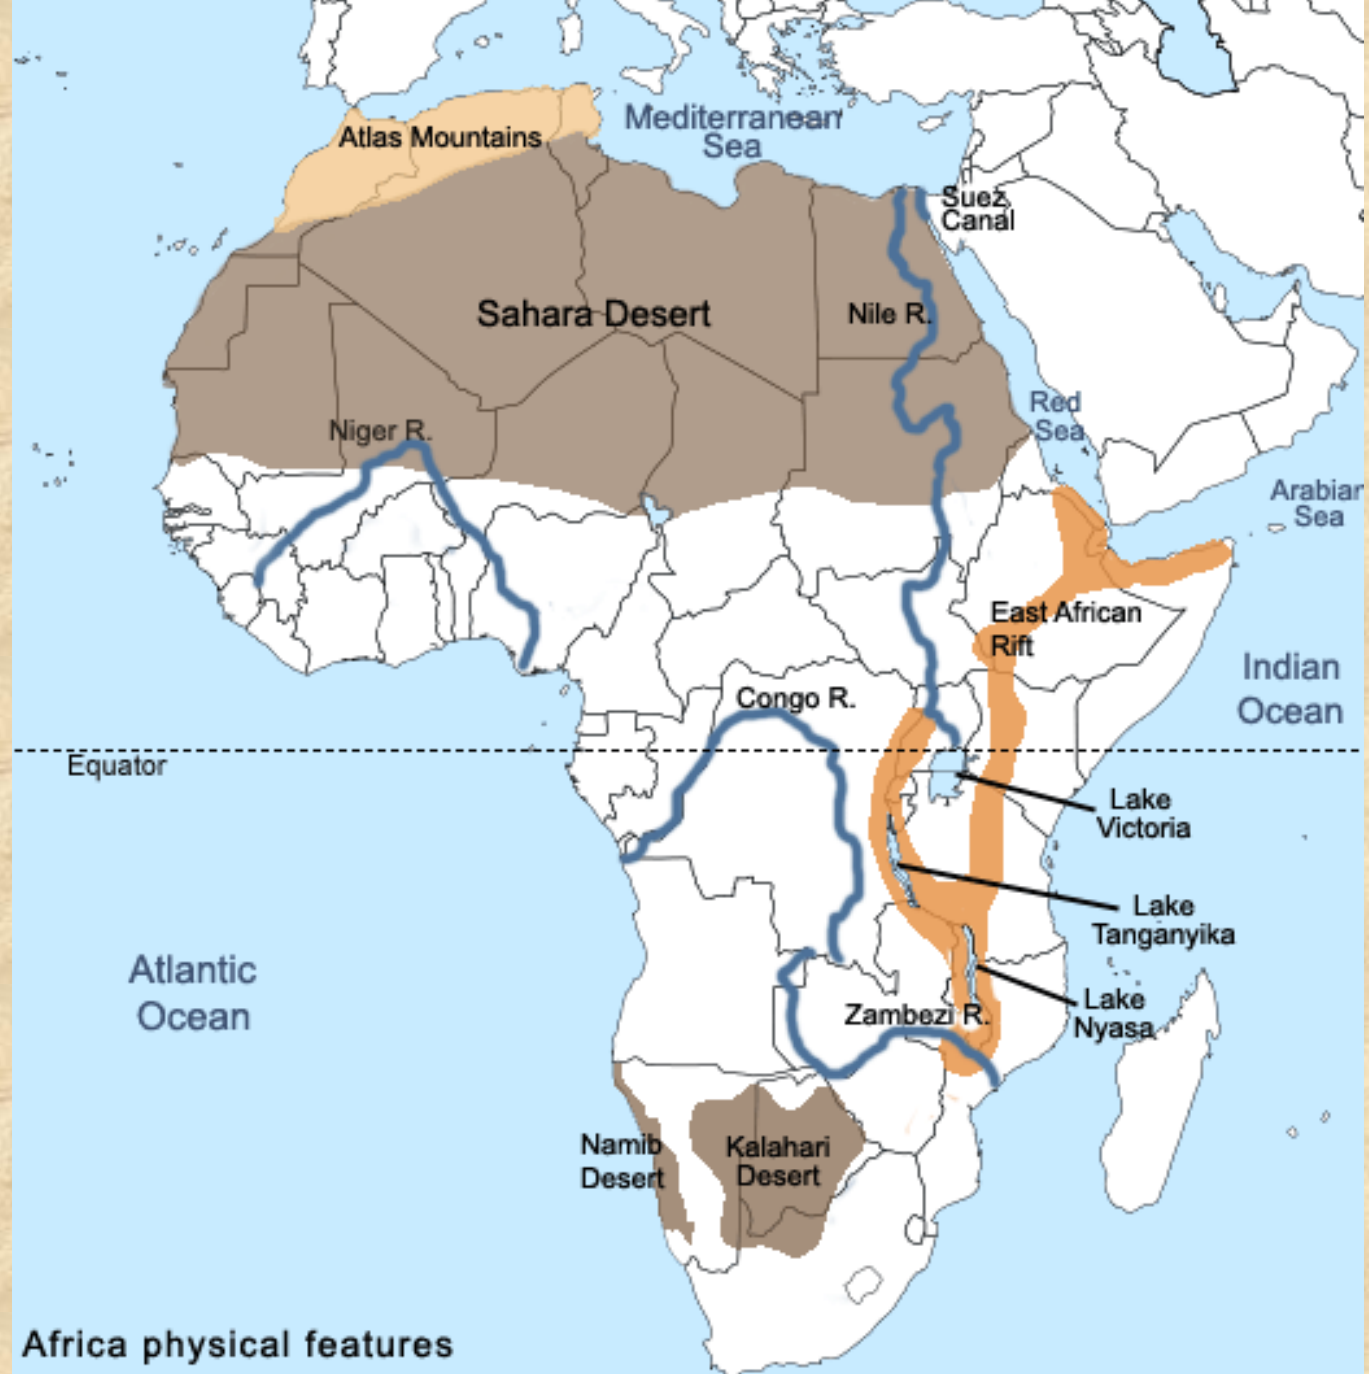 Atlas Mountains
Mediterranean
Sea
Suez
Canal
Sahara Desert
Nile R.
Niger R.
Red
Sea
Arabian
Sea
East African
Rift
Indian
Ocean
Congo R.
Equator
Lake
Victoria
Lake
Tanganyika
Atlantic
Ocean
Lake
Nyasa
Zambezi R.
Namib
Desert
Kalahari
Desert
Africa physical features